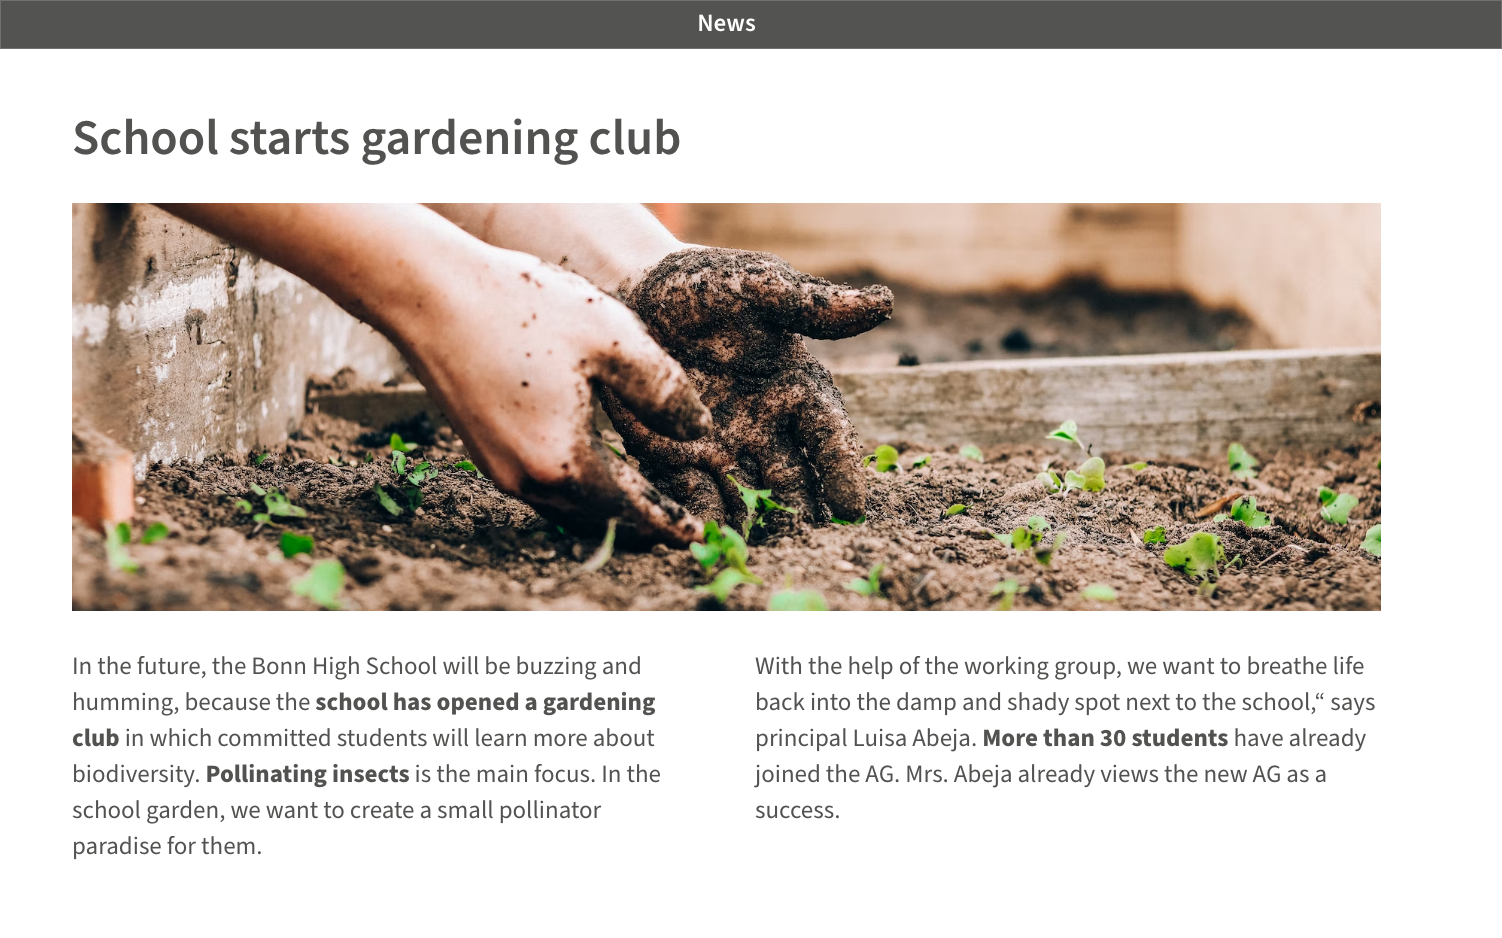 News
School starts gardening club
In the future, the Bonn High School will be buzzing and
humming, because the school has opened a gardening
club in which committed students will learn more about
biodiversity. Pollinating insects is the main focus. In the
school garden, we want to create a small pollinator
paradise for them.
With the help of the working group, we want to breathe life
back into the damp and shady spot next to the school,“ says
principal Luisa Abeja. More than 30 students have already
joined the AG. Mrs. Abeja already views the new AG as a
success.